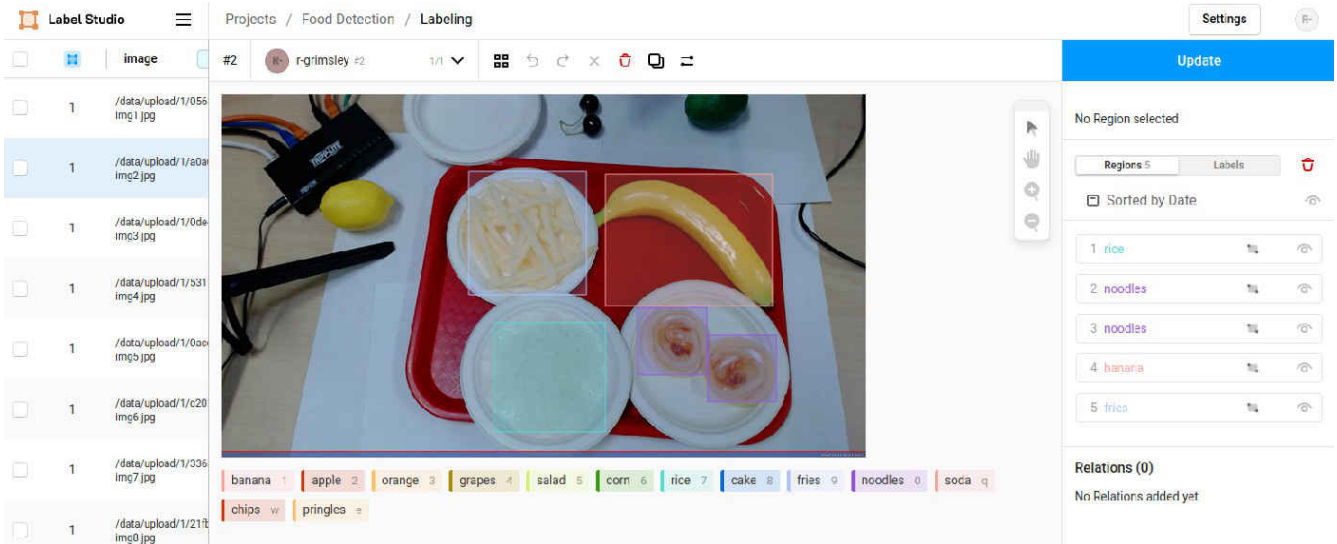 Label Studio
Projects / Food Detection / Labeling
Settings
R-
image
#2
R-
r-grimsley #2
1/1
Update
1
/data/upload/1/056
img1.jpg
1
/data/upload/1/a0a
img2.jpg
1
/data/upload/1/0de
img3.jpg
1
/data/upload/1/531
img4.jpg
1
/data/upload/1/0ac
img5.jpg
1
/data/upload/1/c20
img6.jpg
1
/data/upload/1/336
img7.jpg
1
/data/upload/1/21fb
TRIPP-LITE
banana 1
apple 2
orange 3
grapes 4
salad 5
corn 6
rice 7
cake 8
fries 9
noodles 0
soda q
chips w
pringles e
No Region selected
Regions 5
Labels
Sorted by Date
1 rice
2 noodles
3 noodles
4 banana
5 fries
Relations (0)
No Relations added yet